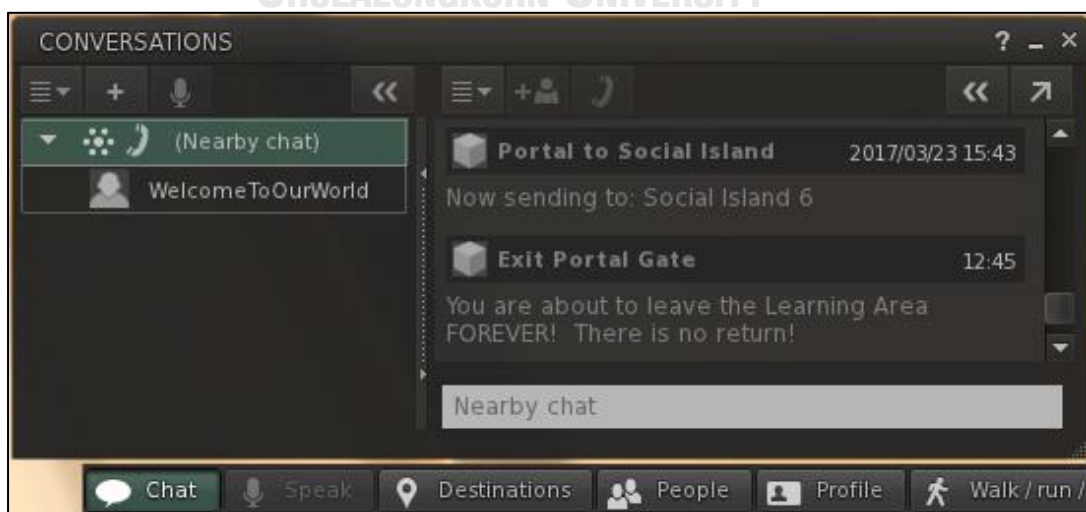 CHULALONGKORN UNIVERSITY
CONVERSATIONS
? _ ×
(Nearby chat)
WelcomeToOurWorld
Portal to Social Island 2017/03/23 15:43
Now sending to: Social Island 6
Exit Portal Gate 12:45
You are about to leave the Learning Area
FOREVER! There is no return!
Nearby chat
Chat Speak Destinations People Profile Walk / run /